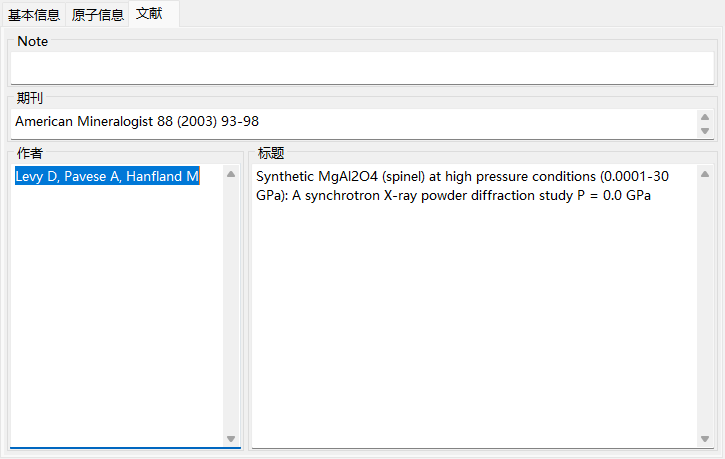 基本信息 原子信息 文献
Note
期刊
American Mineralogist 88 (2003) 93-98
作者
Levy D, Pavese A, Hanfland M
标题
Synthetic MgAl2O4 (spinel) at high pressure conditions (0.0001-30
GPa): A synchrotron X-ray powder diffraction study P = 0.0 GPa